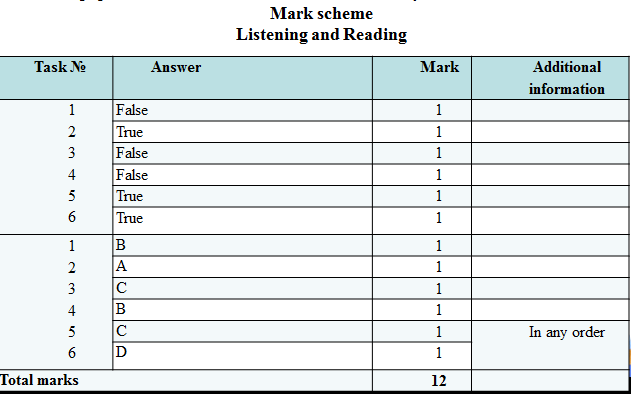 Mark scheme
Listening and Reading
Task № Answer Mark Additional information
1 False 1
2 True 1
3 False 1
4 False 1
5 True 1
6 True 1
1 B 1
2 A 1
3 C 1
4 B 1
5 C 1 In any order
6 D 1
Total marks 12